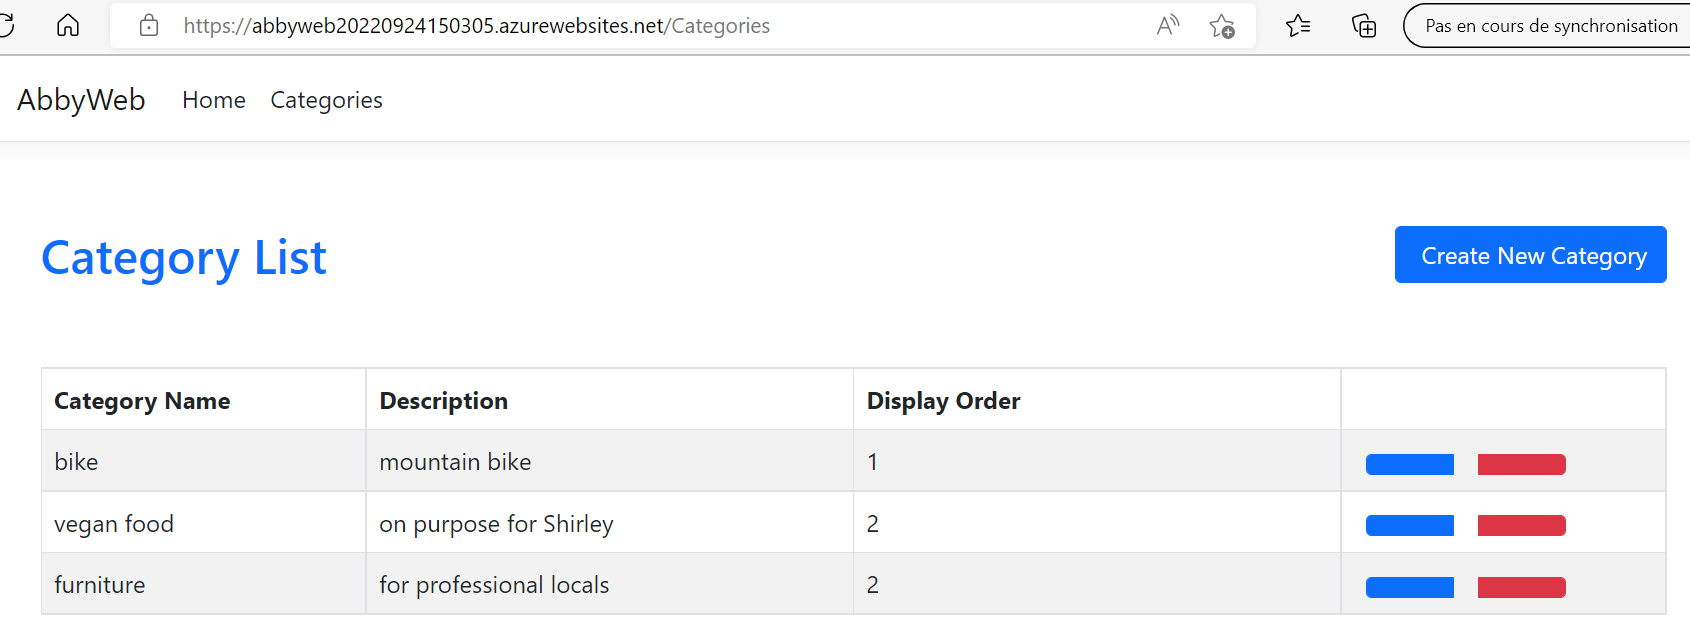 https://abbyweb20220924150305.azurewebsites.net/Categories
Pas en cours de synchronisation
AbbyWeb Home Categories
Category List
Create New Category
Category Name Description Display Order
bike mountain bike 1
vegan food on purpose for Shirley 2
furniture for professional locals 2